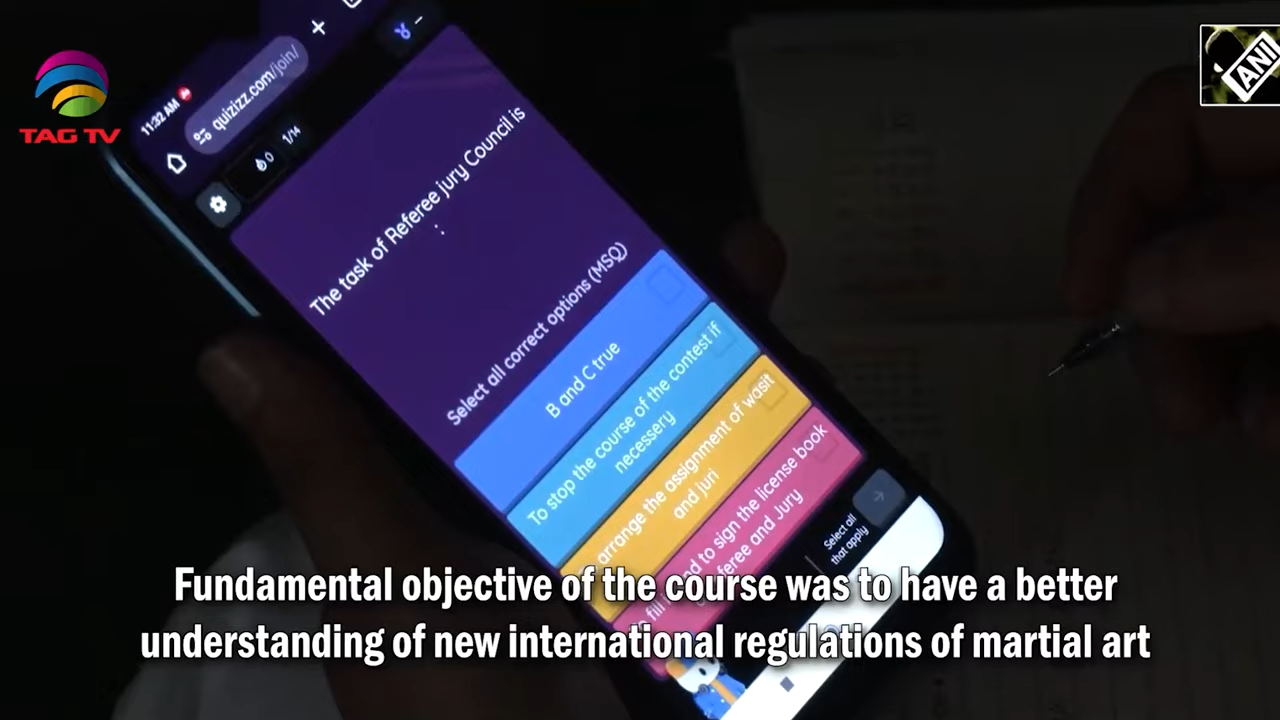 TAG TV
ANI
11:32 AM
quizizz.com/join/
0
1/14
The task of Referee jury Council is
:
Select all correct options (MSQ)
B and C true
To stop the course of the contest if
necessery
arrange the assignment of wasit
and juri
fill
and to sign the license book
Jury
Select all
that apply
Fundamental objective of the course was to have a better
understanding of new international regulations of martial art